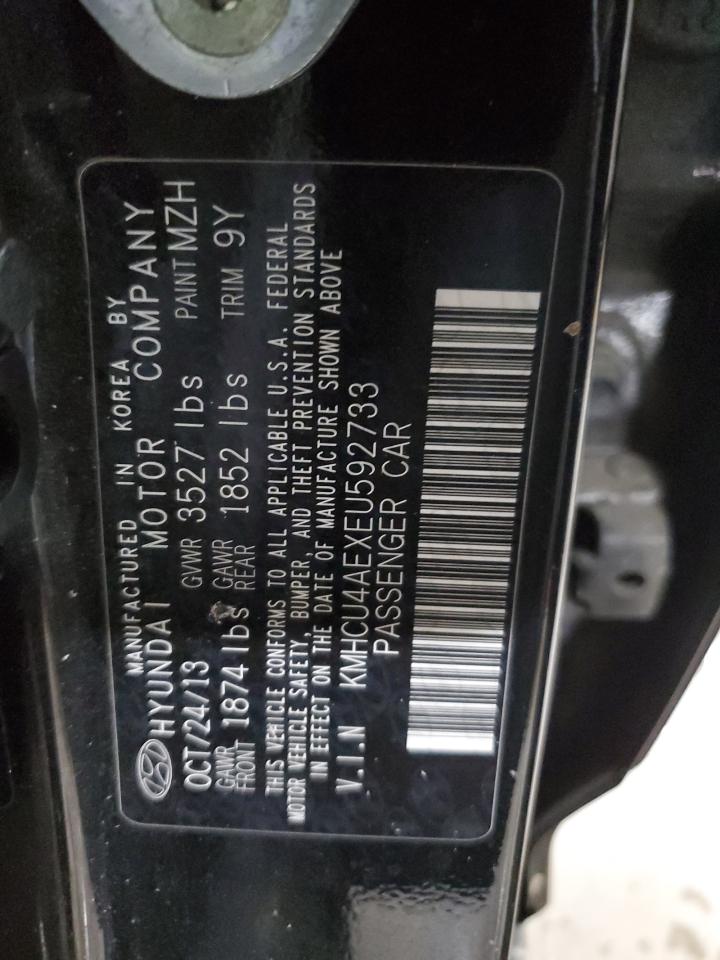 MANUFACTURED IN KOREA BY
HYUNDAI MOTOR COMPANY
OCT/24/13 GVWR 3527 lbs PAINT MZH
GAWR FRONT 1874 lbs GAWR REAR 1852 lbs TRIM 9Y
THIS VEHICLE CONFORMS TO ALL APPLICABLE U.S.A. FEDERAL
MOTOR VEHICLE SAFETY, BUMPER, AND THEFT PREVENTION STANDARDS
IN EFFECT ON THE DATE OF MANUFACTURE SHOWN ABOVE
V.I.N KMHCU4AEXEU592733
PASSENGER CAR